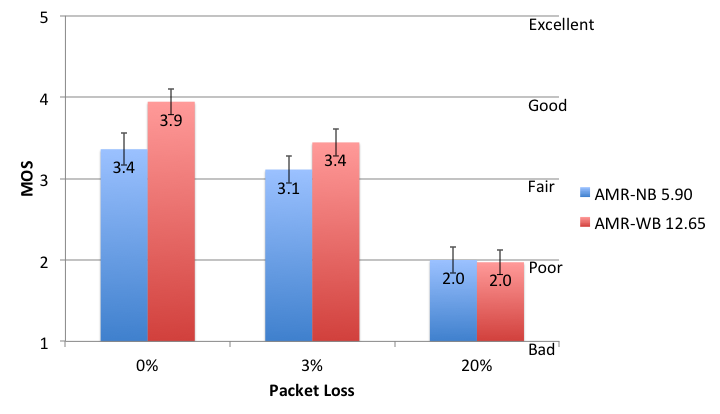 5
Excellent
4
Good
3.9
3.4
3.4
3.1
MOS
3
Fair
AMR-NB 5.90
AMR-WB 12.65
2
Poor
2.0
2.0
1
Bad
0%
3%
20%
Packet Loss